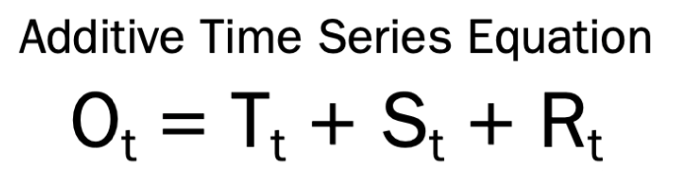 Additive Time Series Equation
Oₜ = Tₜ + Sₜ + Rₜ